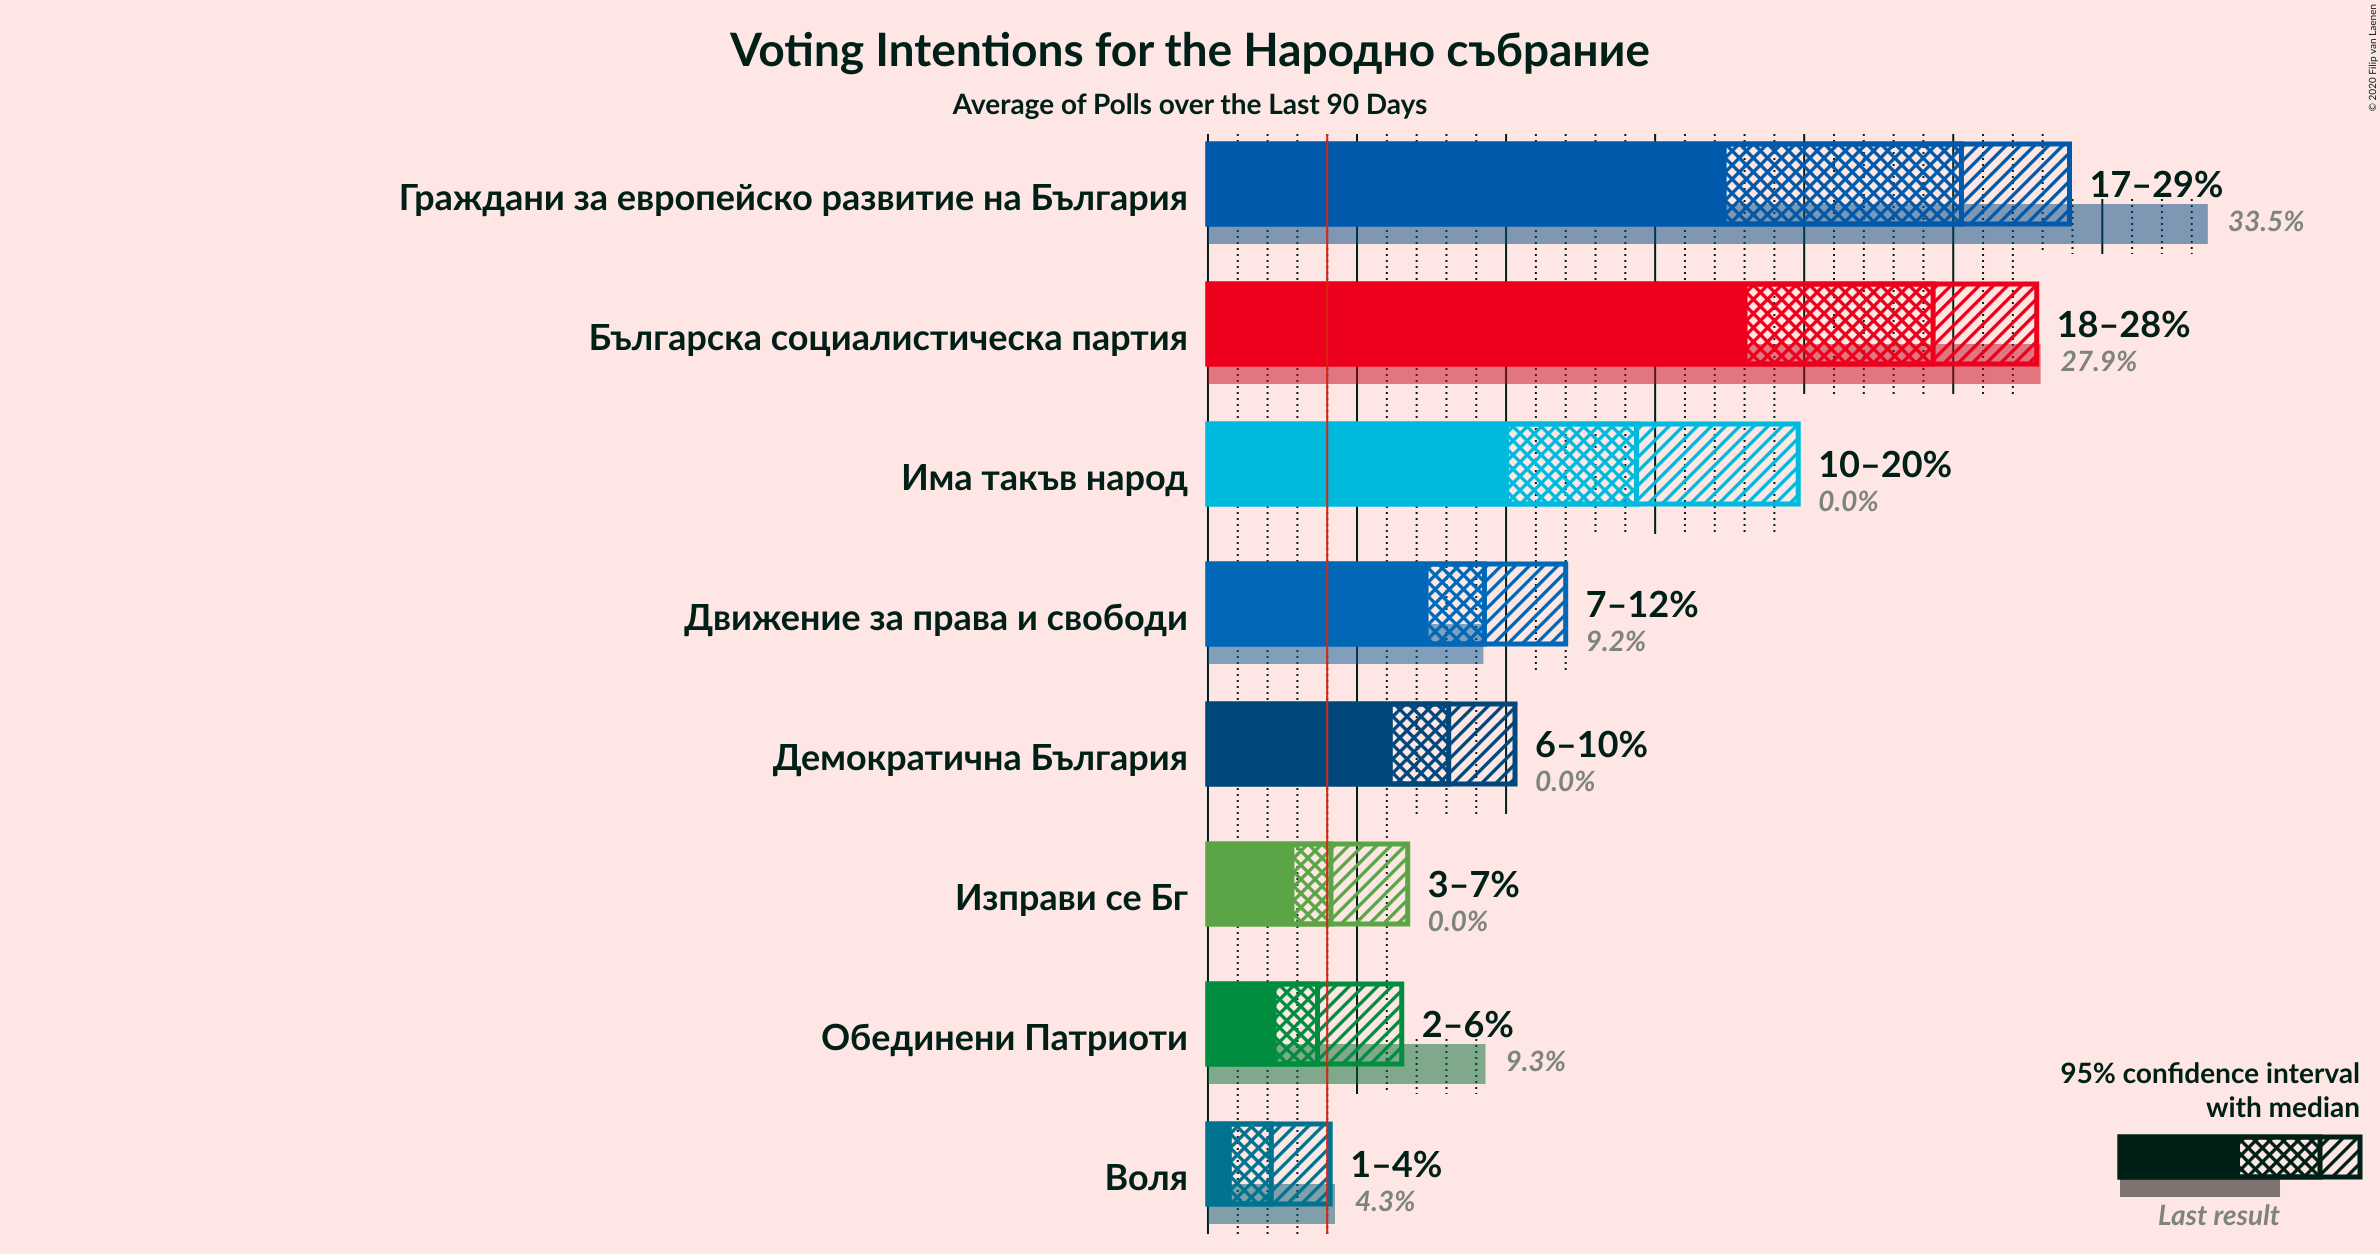 © 2020 Filip van Laenen
Voting Intentions for the Народно събрание
Average of Polls over the Last 90 Days
Граждани за европейско развитие на България
17–29%
33.5%
Българска социалистическа партия
18–28%
27.9%
Има такъв народ
10–20%
0.0%
Движение за права и свободи
7–12%
9.2%
Демократична България
6–10%
0.0%
Изправи се Бг
3–7%
0.0%
Обединени Патриоти
2–6%
9.3%
Воля
1–4%
4.3%
95% confidence interval
with median
Last result